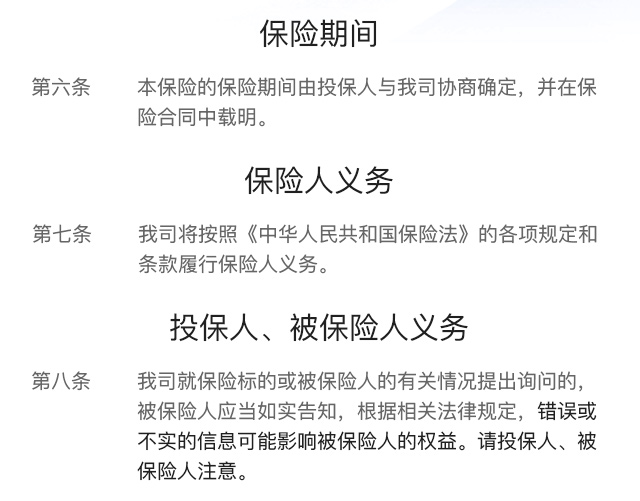 保险期间
第六条 本保险的保险期间由投保人与我司协商确定，并在保
险合同中载明。
保险人义务
第七条 我司将按照《中华人民共和国保险法》的各项规定和
条款履行保险人义务。
投保人、被保险人义务
第八条 我司就保险标的或被保险人的有关情况提出询问的，
被保险人应当如实告知，根据相关法律规定，错误或
不实的信息可能影响被保险人的权益。请投保人、被
保险人注意。